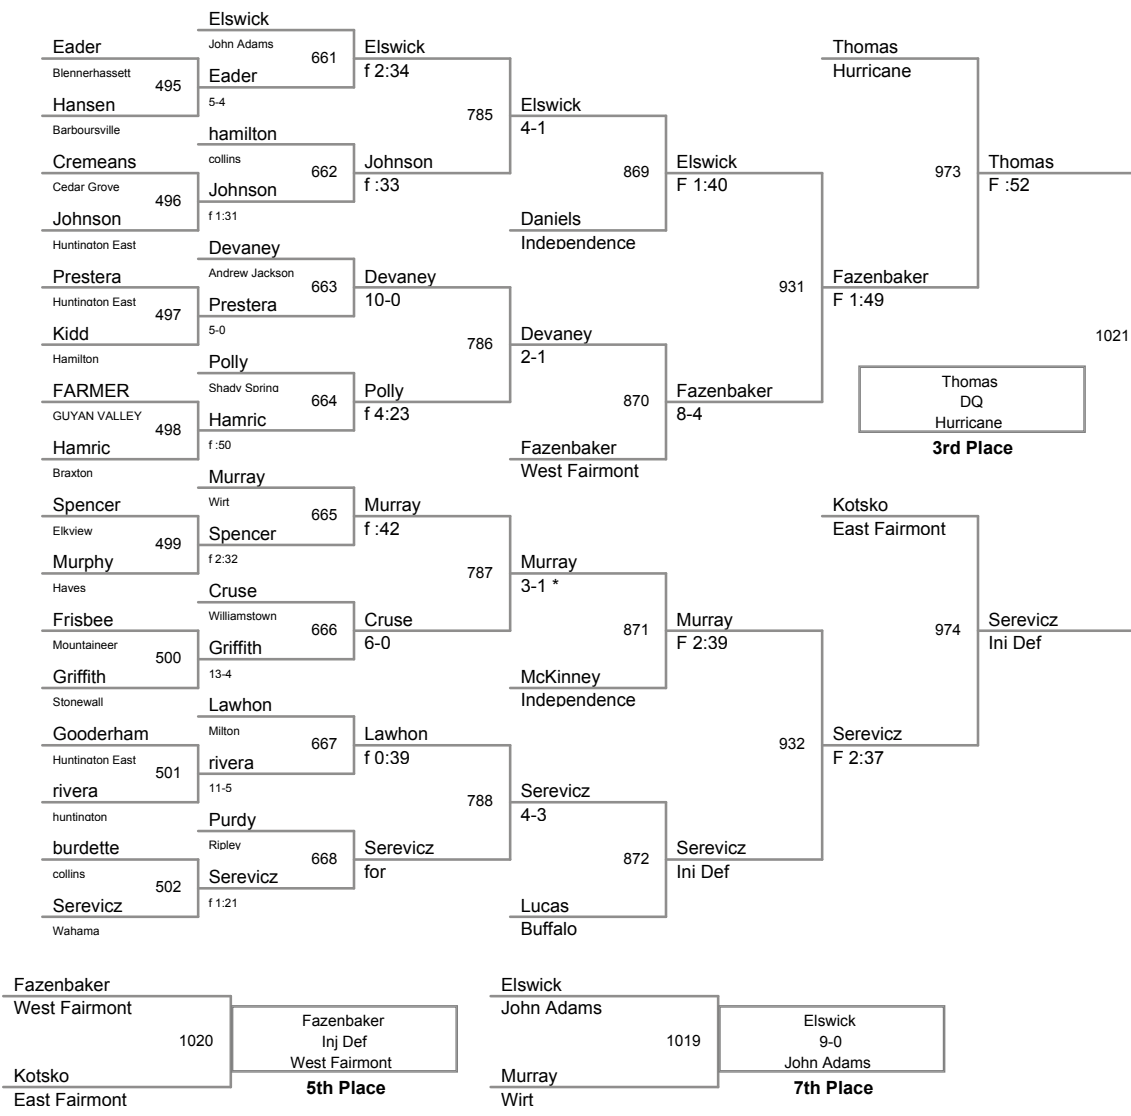 Elswick
John Adams
Eader
Blennerhassett
495
661
Elswick
f 2:34
Eader
5-4
Hansen
Barboursville
785
Elswick
4-1
hamilton
collins
Cremeans
Cedar Grove
496
662
Johnson
f :33
Johnson
f 1:31
Johnson
Huntington East
869
Elswick
F 1:40
Daniels
Independence
Devaney
Andrew Jackson
Prestera
Huntington East
497
663
Devaney
10-0
Prestera
5-0
Kidd
Hamilton
786
Devaney
2-1
Polly
Shady Spring
FARMER
GUYAN VALLEY
498
664
Polly
f 4:23
Hamric
f :50
Hamric
Braxton
870
Fazenbaker
8-4
Fazenbaker
West Fairmont
931
Fazenbaker
F 1:49
Thomas
Hurricane
973
Thomas
F :52
1021
Thomas
DQ
Hurricane
3rd Place
Murray
Wirt
Spencer
Elkview
499
665
Murray
f :42
Spencer
f 2:32
Murphy
Hayes
787
Murray
3-1 *
Cruse
Williamstown
Frisbee
Mountaineer
500
666
Cruse
6-0
Griffith
13-4
Griffith
Stonewall
871
Murray
F 2:39
McKinney
Independence
Lawhon
Milton
Gooderham
Huntington East
501
667
Lawhon
f 0:39
rivera
11-5
rivera
huntington
788
Serevicz
4-3
Purdy
Ripley
burdette
collins
502
668
Serevicz
for
Serevicz
f 1:21
Serevicz
Wahama
872
Serevicz
Inj Def
Lucas
Buffalo
932
Serevicz
F 2:37
Kotsko
East Fairmont
974
Serevicz
Inj Def
Fazenbaker
West Fairmont
1020
Fazenbaker
Inj Def
West Fairmont
5th Place
Kotsko
East Fairmont
Elswick
John Adams
1019
Elswick
9-0
John Adams
7th Place
Murray
Wirt